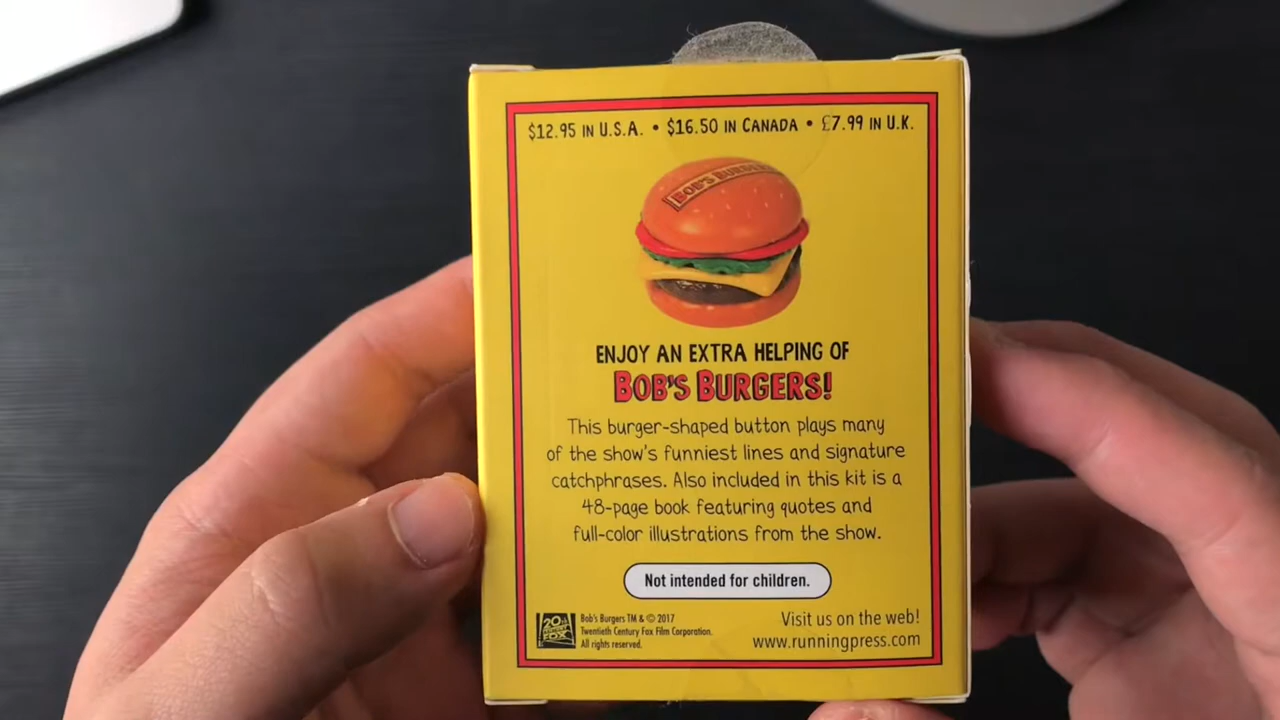 $12.95 IN U.S.A. • $16.50 IN CANADA • £7.99 IN U.K.
BOB'S BURGERS
ENJOY AN EXTRA HELPING OF
BOB'S BURGERS!
This burger-shaped button plays many
of the show's funniest lines and signature
catchphrases. Also included in this kit is a
48-page book featuring quotes and
full-color illustrations from the show.
Not intended for children.
20th
CENTURY
FOX
Bob's Burgers TM & © 2017
Twentieth Century Fox Film Corporation.
All rights reserved.
Visit us on the web!
www.runningpress.com